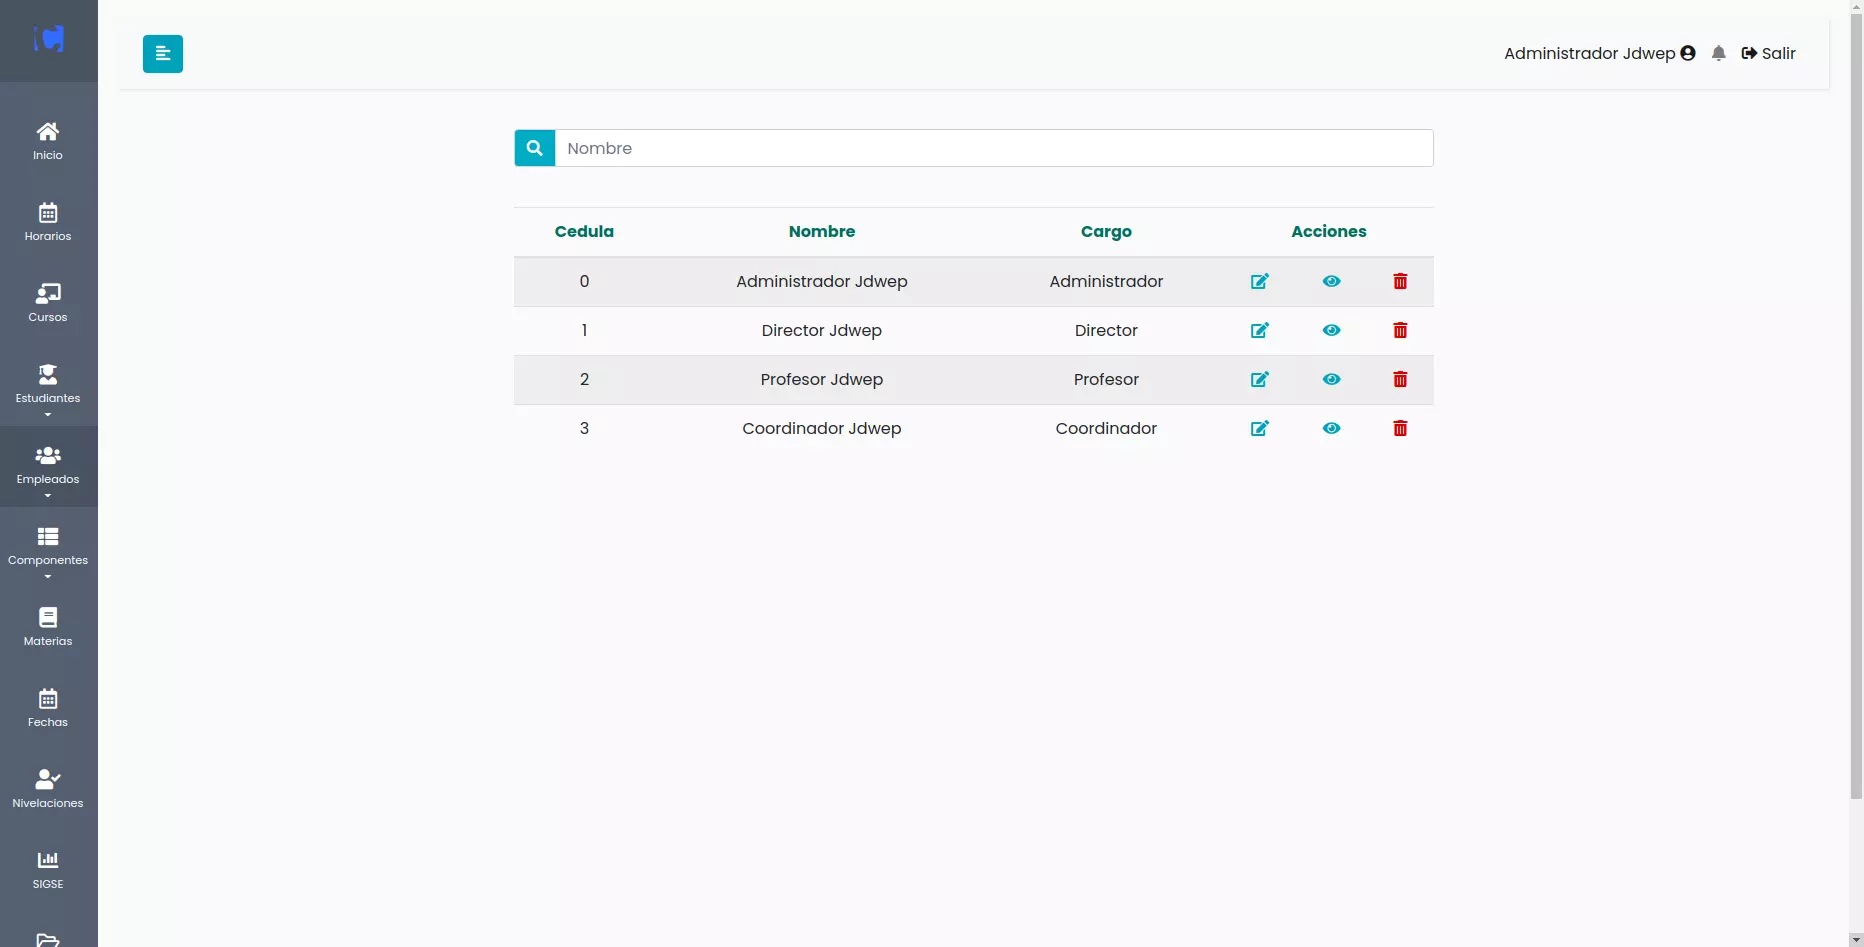 Administrador Jdwep
Salir
Inicio
Horarios
Cursos
Estudiantes
Empleados
Componentes
Materias
Fechas
Nivelaciones
SIGSE
Nombre
Cedula Nombre Cargo Acciones
0 Administrador Jdwep Administrador
1 Director Jdwep Director
2 Profesor Jdwep Profesor
3 Coordinador Jdwep Coordinador